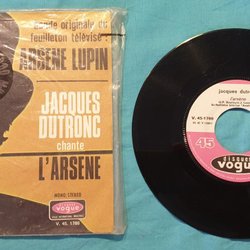 bande originale du
feuilleton télévisé
ARSENE LUPIN
JACQUES
DUTRONC
chante
L'ARSENE
MONO STEREO
disques
vogue
V. 45. 1780
jacques dutronc
L'arsène
V. 45-1780
45
disques
vogue